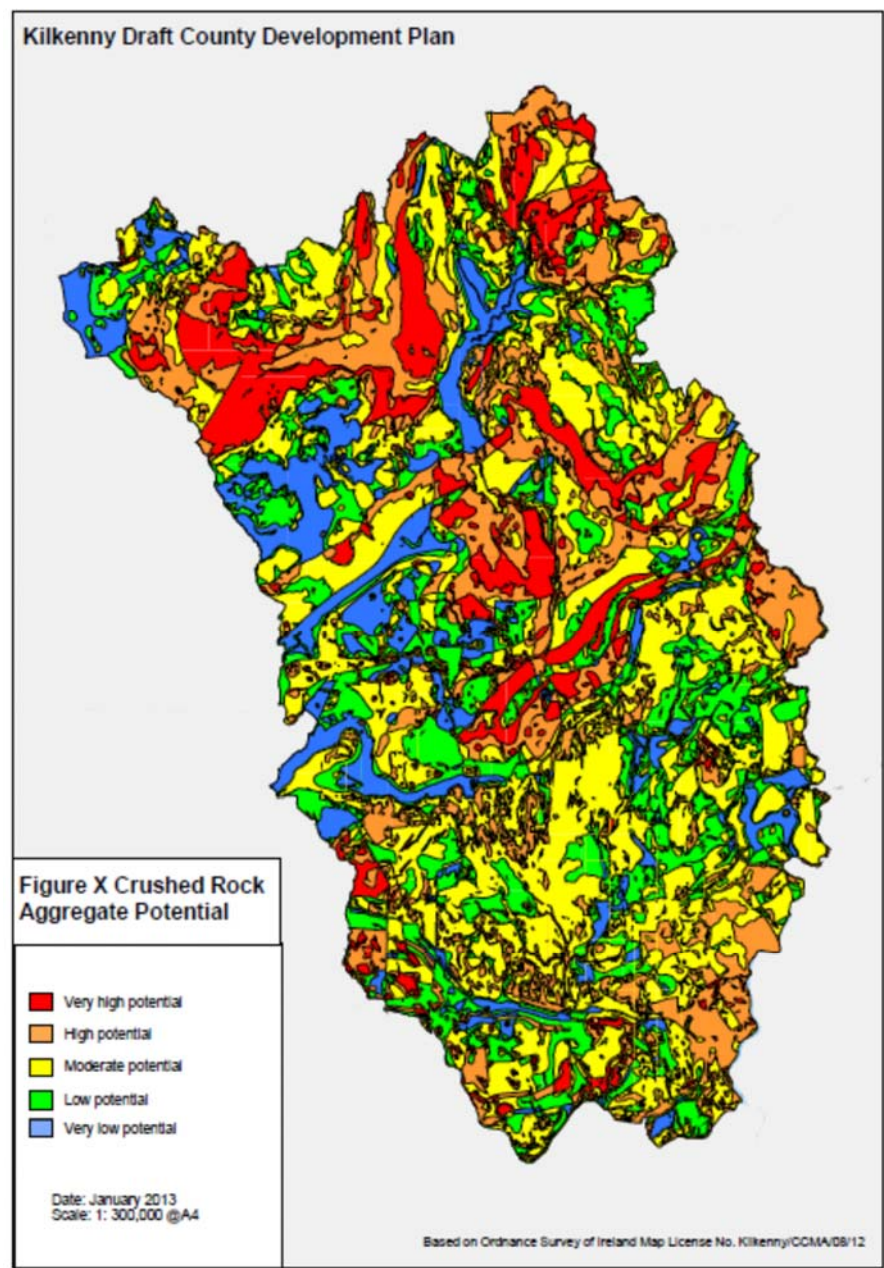 Kilkenny Draft County Development Plan
Figure X Crushed Rock
Aggregate Potential
Very high potential
High potential
Moderate potential
Low potential
Very low potential
Date: January 2013
Scale: 1: 300,000 @A4
Based on Ordnance Survey of Ireland Map License No. Kilkenny/CCMA/08/12